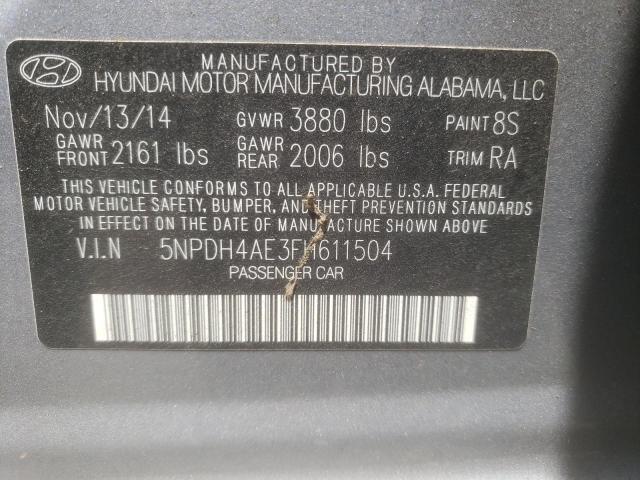 MANUFACTURED BY
HYUNDAI MOTOR MANUFACTURING ALABAMA, LLC
Nov/13/14 GVWR 3880 lbs PAINT 8S
GAWR FRONT 2161 lbs GAWR REAR 2006 lbs TRIM RA
THIS VEHICLE CONFORMS TO ALL APPLICABLE U.S.A. FEDERAL
MOTOR VEHICLE SAFETY, BUMPER, AND THEFT PREVENTION STANDARDS
IN EFFECT ON THE DATE OF MANUFACTURE SHOWN ABOVE
V.I.N 5NPDH4AE3FH611504
PASSENGER CAR